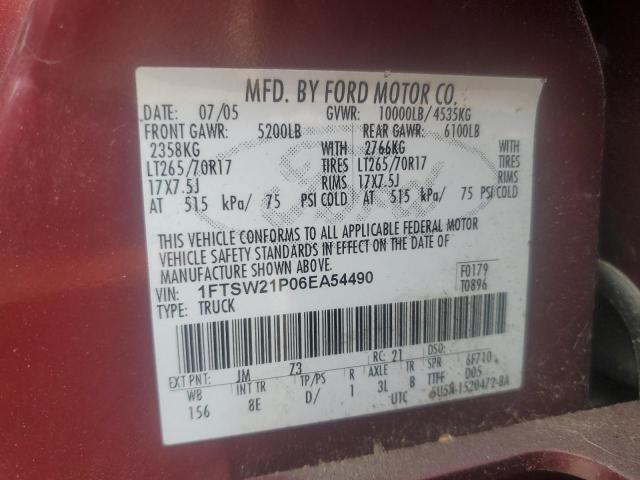 MFD. BY FORD MOTOR CO.
DATE: 07/05 GVWR: 10000LB/4535KG
FRONT GAWR: 5200LB REAR GAWR: 6100LB
2358KG WITH 2766KG WITH
LT265/70R17 TIRES LT265/70R17 TIRES
17X7.5J RIMS 17X7.5J RIMS
AT 515 kPa/ 75 PSI COLD AT 515 kPa/ 75 PSI COLD
THIS VEHICLE CONFORMS TO ALL APPLICABLE FEDERAL MOTOR
VEHICLE SAFETY STANDARDS IN EFFECT ON THE DATE OF
MANUFACTURE SHOWN ABOVE.
VIN: 1FTSW21P06EA54490 F0179
TYPE: TRUCK T0896
EXT PNT: JM Z3 RC: 21 DSO:
WB INT TR TP/PS R AXLE TR SPR 6F710
156 8E D/ 1 3L B TIFF D05
UTC 5U5A-1520472-BA